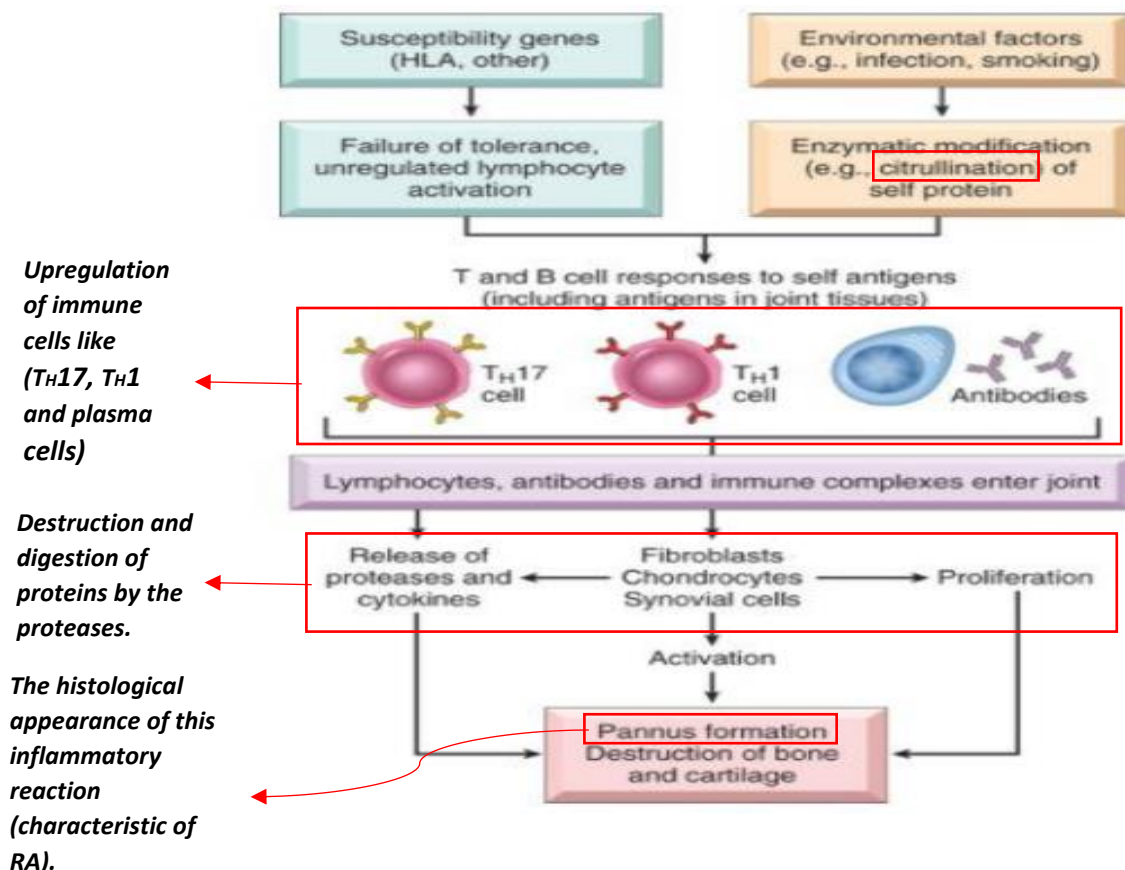 Susceptibility genes
(HLA, other)
Environmental factors
(e.g., infection, smoking)
Failure of tolerance,
unregulated lymphocyte
activation
Enzymatic modification
(e.g., citrullination) of
self protein
T and B cell responses to self antigens
(including antigens in joint tissues)
Upregulation
of immune
cells like
(TH17, TH1
and plasma
cells)
TH17
cell
TH1
cell
Antibodies
Lymphocytes, antibodies and immune complexes enter joint
Destruction and
digestion of
proteins by the
proteases.
Release of
proteases and
cytokines
Fibroblasts
Chondrocytes
Synovial cells
Proliferation
Activation
The histological
appearance of this
inflammatory
reaction
(characteristic of
RA).
Pannus formation
Destruction of bone
and cartilage